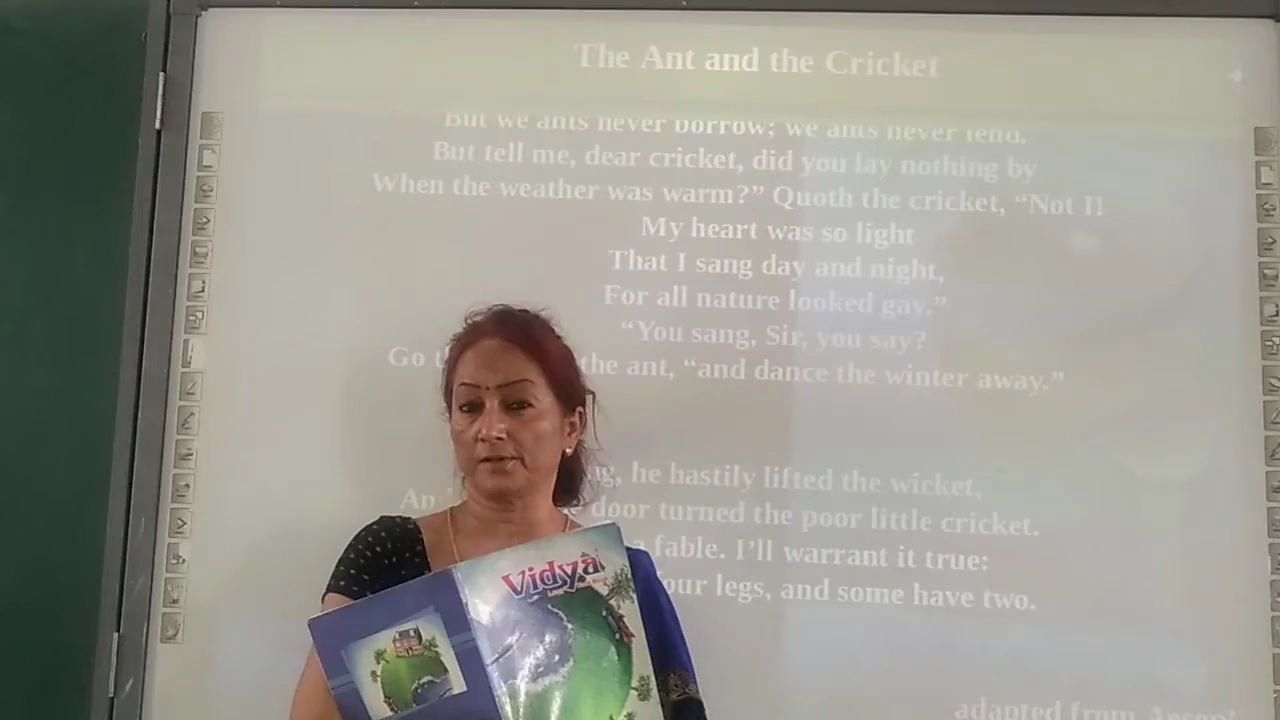 The Ant and the Cricket
But we ants never borrow; we ants never lend.
But tell me, dear cricket, did you lay nothing by
When the weather was warm?” Quoth the cricket, “Not I!
My heart was so light
That I sang day and night,
For all nature looked gay.”
“You sang, Sir, you say?
Go the ant, “and dance the winter away.”
he hastily lifted the wicket,
door turned the poor little cricket.
a fable. I’ll warrant it true:
four legs, and some have two.
adapted from
Vidya